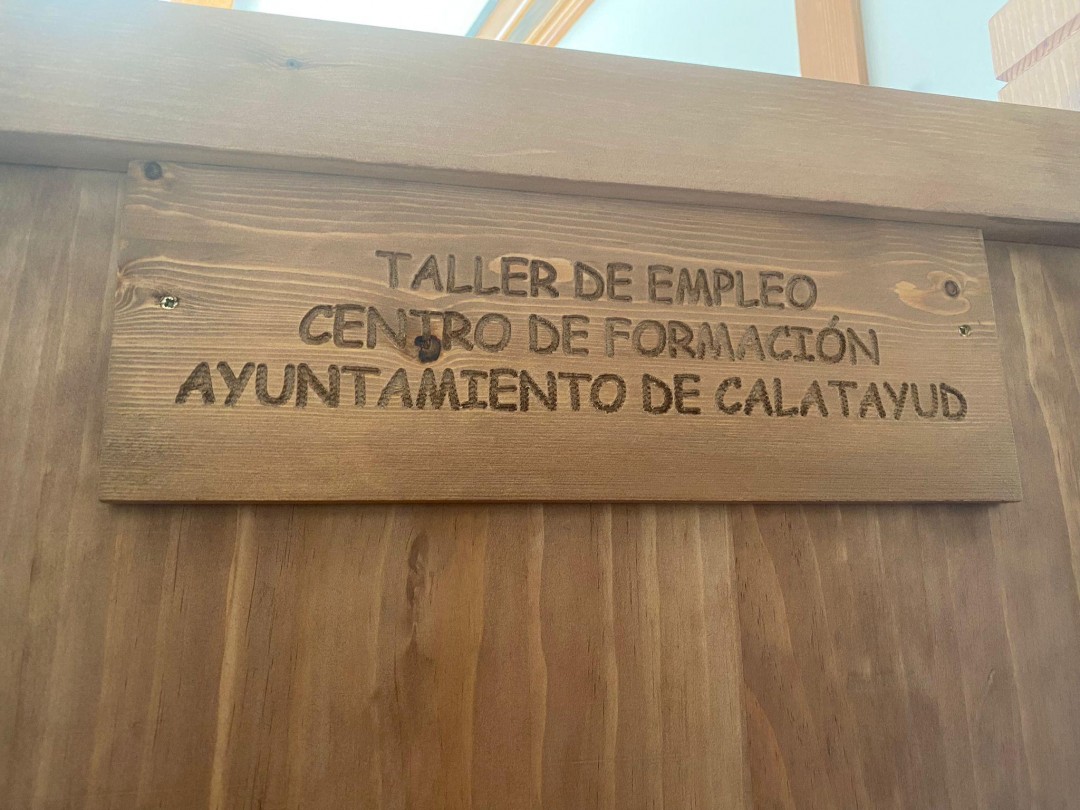 TALLER DE EMPLEO
CENTRO DE FORMACIÓN
AYUNTAMIENTO DE CALATAYUD